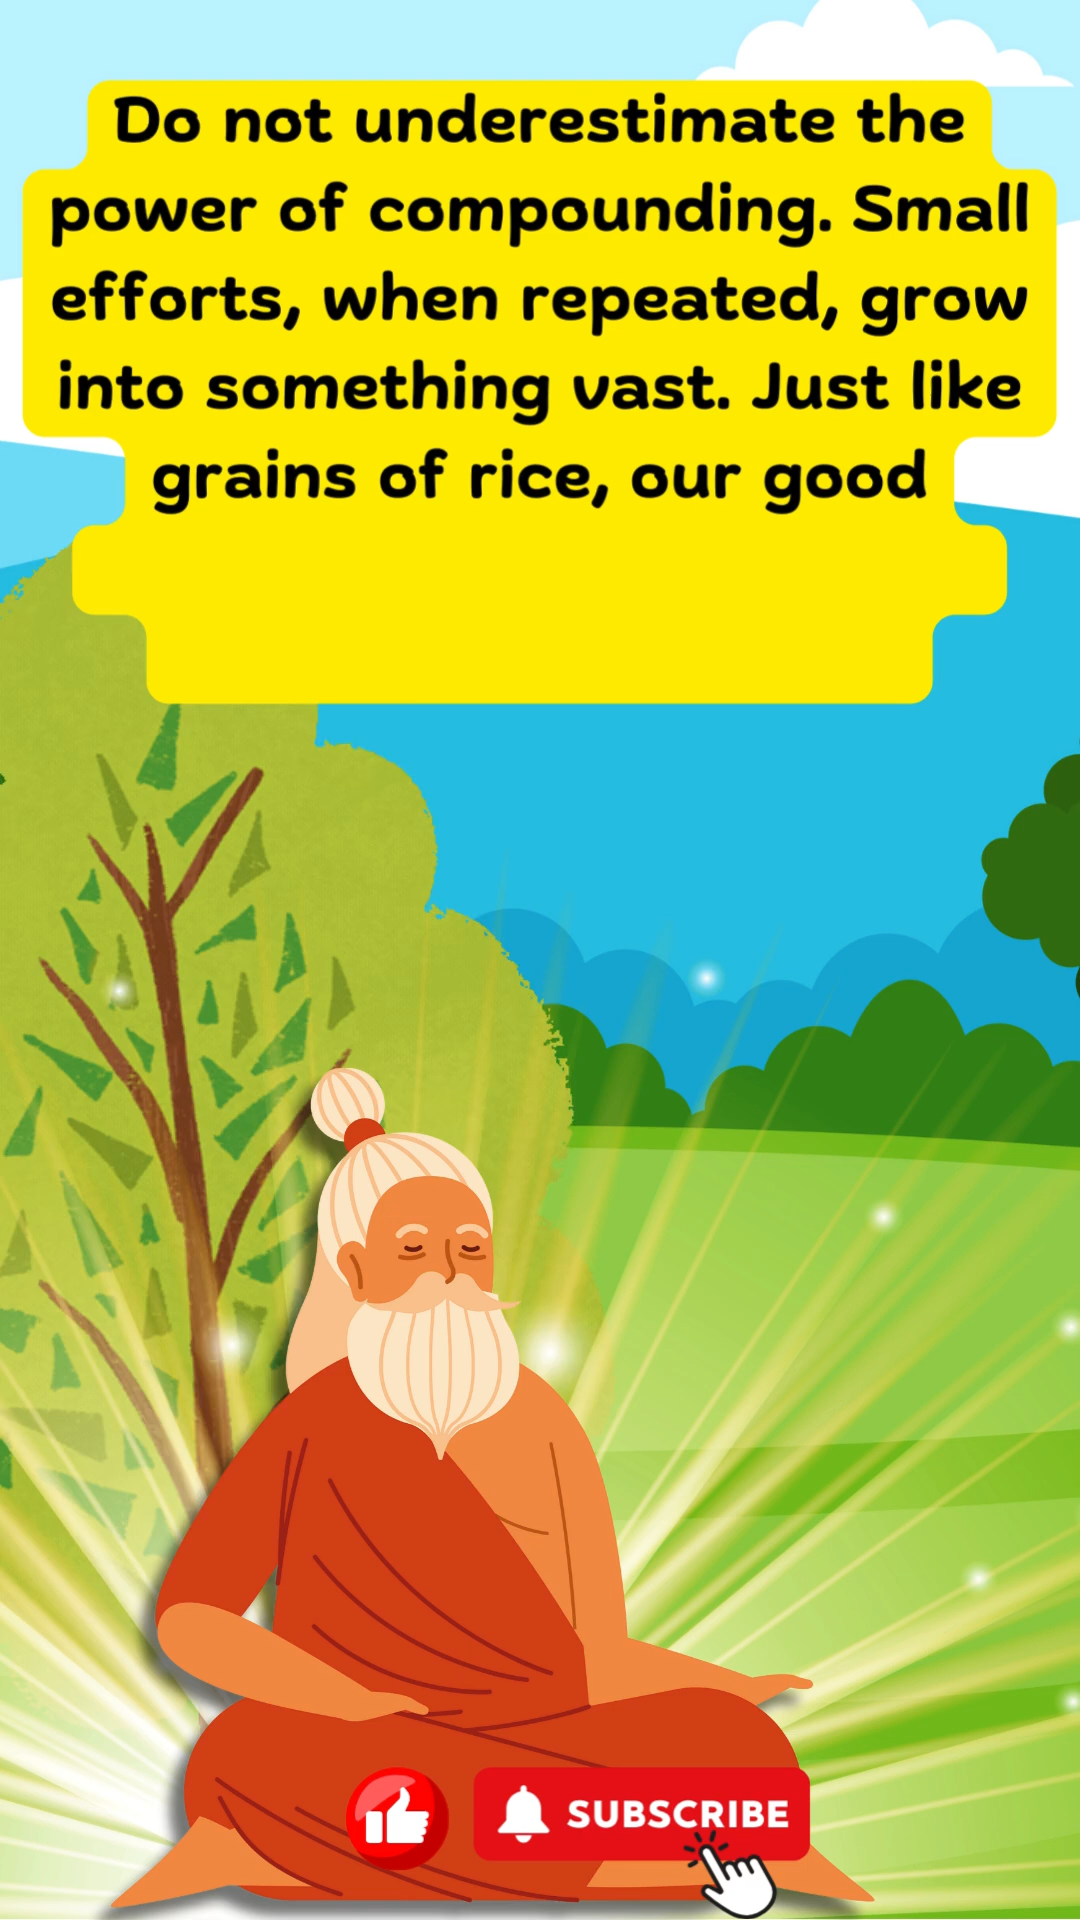 Do not underestimate the
power of compounding. Small
efforts, when repeated, grow
into something vast. Just like
grains of rice, our good
SUBSCRIBE